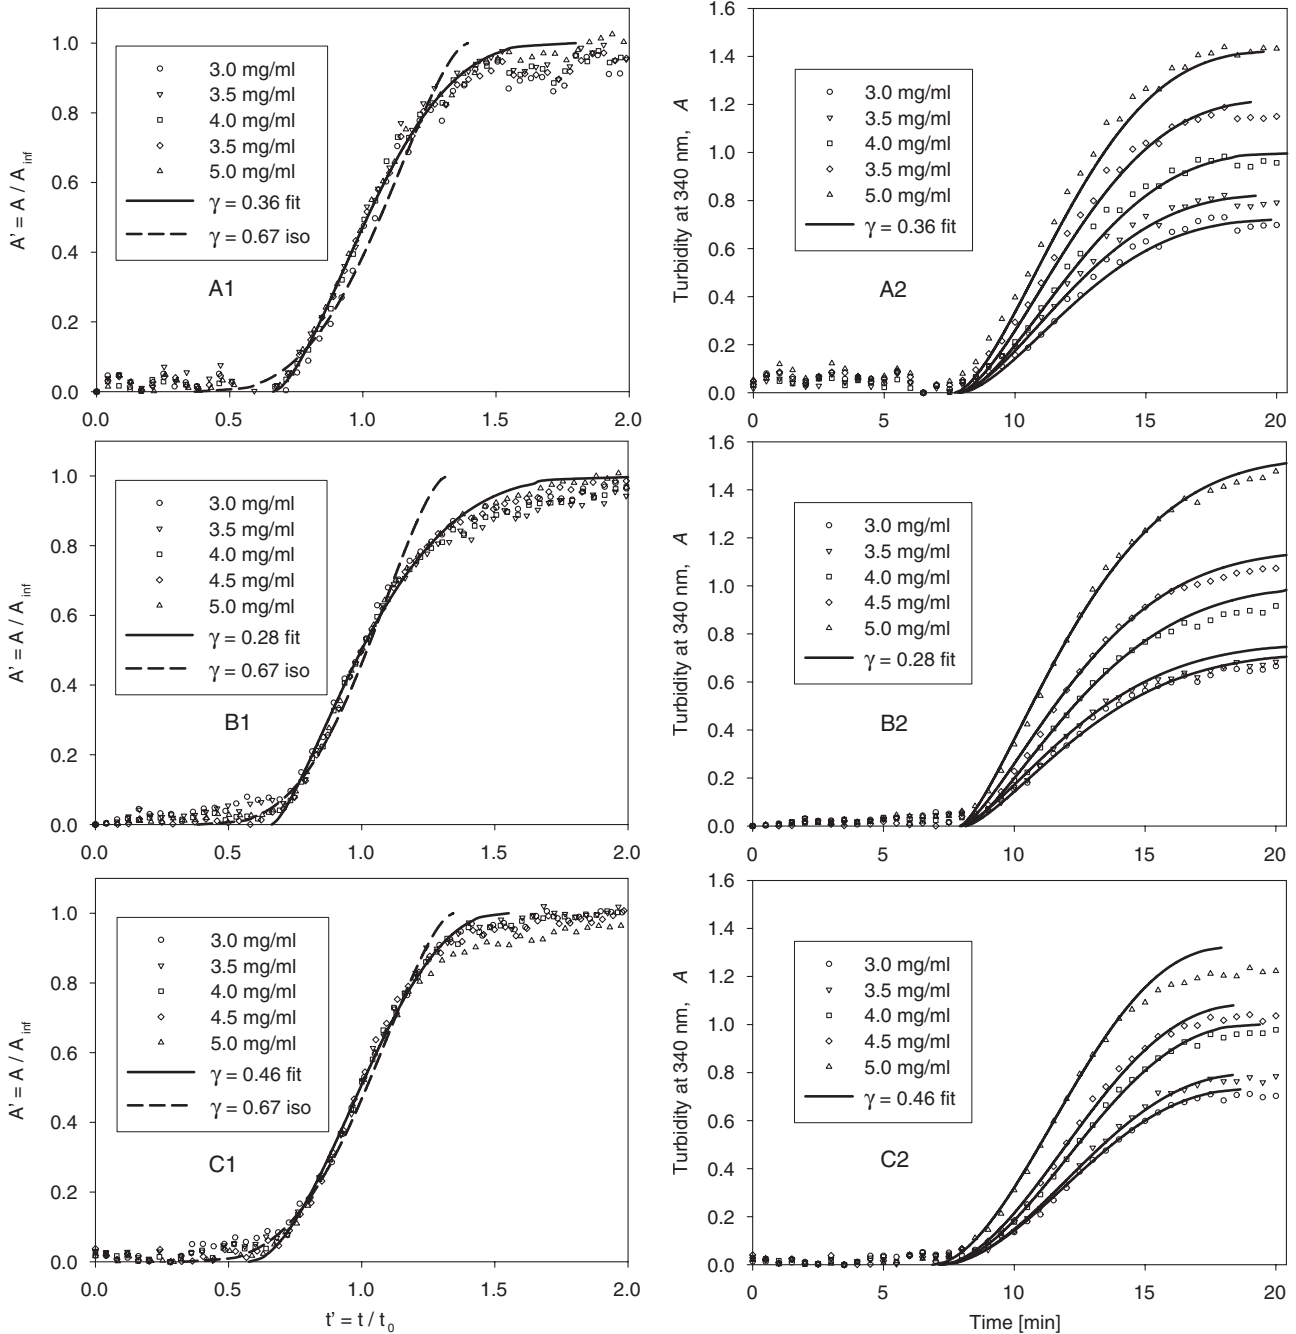 1.0
0.8
0.6
0.4
0.2
0.0
A' = A / A_inf
3.0 mg/ml
3.5 mg/ml
4.0 mg/ml
3.5 mg/ml
5.0 mg/ml
γ = 0.36 fit
γ = 0.67 iso
A1
0.0 0.5 1.0 1.5 2.0
1.6
1.4
1.2
1.0
0.8
0.6
0.4
0.2
0.0
Turbidity at 340 nm, A
3.0 mg/ml
3.5 mg/ml
4.0 mg/ml
3.5 mg/ml
5.0 mg/ml
γ = 0.36 fit
A2
0 5 10 15 20
1.0
0.8
0.6
0.4
0.2
0.0
A' = A / A_inf
3.0 mg/ml
3.5 mg/ml
4.0 mg/ml
4.5 mg/ml
5.0 mg/ml
γ = 0.28 fit
γ = 0.67 iso
B1
0.0 0.5 1.0 1.5 2.0
1.6
1.4
1.2
1.0
0.8
0.6
0.4
0.2
0.0
Turbidity at 340 nm, A
3.0 mg/ml
3.5 mg/ml
4.0 mg/ml
4.5 mg/ml
5.0 mg/ml
γ = 0.28 fit
B2
0 5 10 15 20
1.0
0.8
0.6
0.4
0.2
0.0
A' = A / A_inf
3.0 mg/ml
3.5 mg/ml
4.0 mg/ml
4.5 mg/ml
5.0 mg/ml
γ = 0.46 fit
γ = 0.67 iso
C1
0.0 0.5 1.0 1.5 2.0
t' = t / t_0
1.6
1.4
1.2
1.0
0.8
0.6
0.4
0.2
0.0
Turbidity at 340 nm, A
3.0 mg/ml
3.5 mg/ml
4.0 mg/ml
4.5 mg/ml
5.0 mg/ml
γ = 0.46 fit
C2
0 5 10 15 20
Time [min]